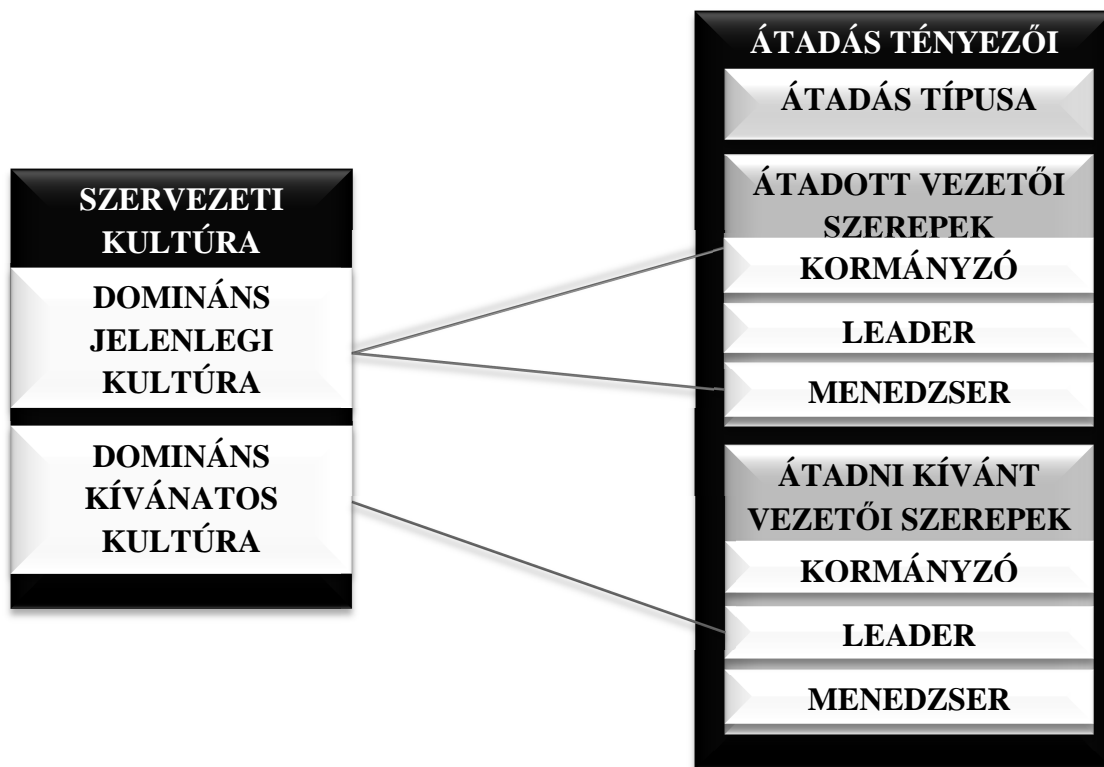 SZERVEZETI
KULTÚRA
DOMINÁNS
JELENLEGI
KULTÚRA
DOMINÁNS
KÍVÁNATOS
KULTÚRA
ÁTADÁS TÉNYEZŐI
ÁTADÁS TÍPUSA
ÁTADOTT VEZETŐI
SZEREPEK
KORMÁNYZÓ
LEADER
MENEDZSER
ÁTADNI KÍVÁNT
VEZETŐI SZEREPEK
KORMÁNYZÓ
LEADER
MENEDZSER